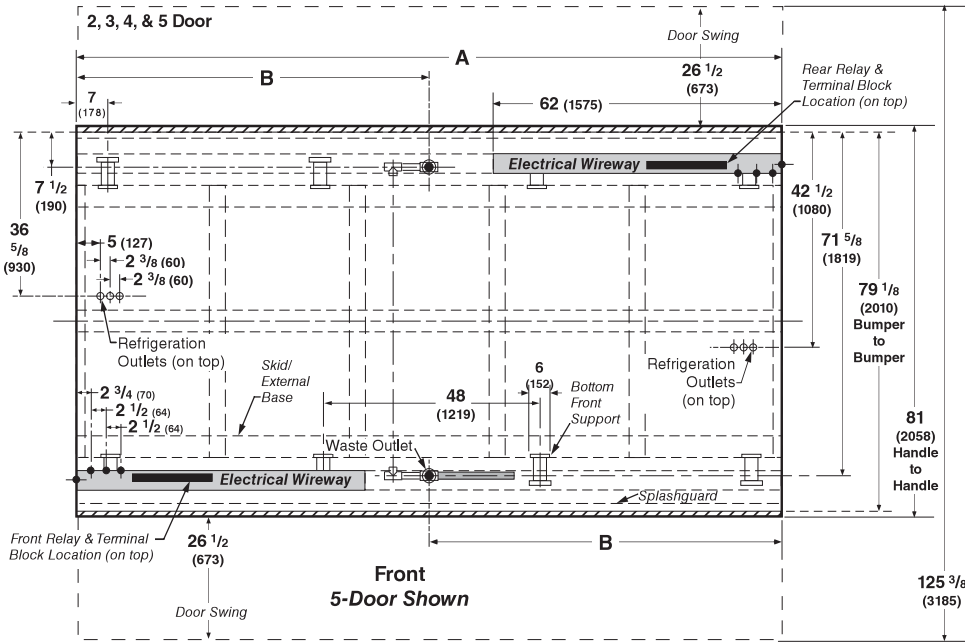 2, 3, 4, & 5 Door
Door Swing
A
B
26 1/2
(673)
Rear Relay &
Terminal Block
Location (on top)
7
(178)
62 (1575)
Electrical Wireway
7 1/2
(190)
42 1/2
(1080)
36
5/8
(930)
5 (127)
2 3/8 (60)
2 3/8 (60)
71 5/8
(1819)
79 1/8
(2010)
Bumper
to
Bumper
Refrigeration
Outlets (on top)
Refrigeration
Outlets
(on top)
Skid/
External
Base
6
(152)
Bottom
Front
Support
2 3/4 (70)
2 1/2 (64)
2 1/2 (64)
48
(1219)
81
(2058)
Handle
to
Handle
Waste Outlet
Electrical Wireway
Splashguard
Front Relay & Terminal
Block Location (on top)
26 1/2
(673)
B
Front
5-Door Shown
125 3/8
(3185)
Door Swing